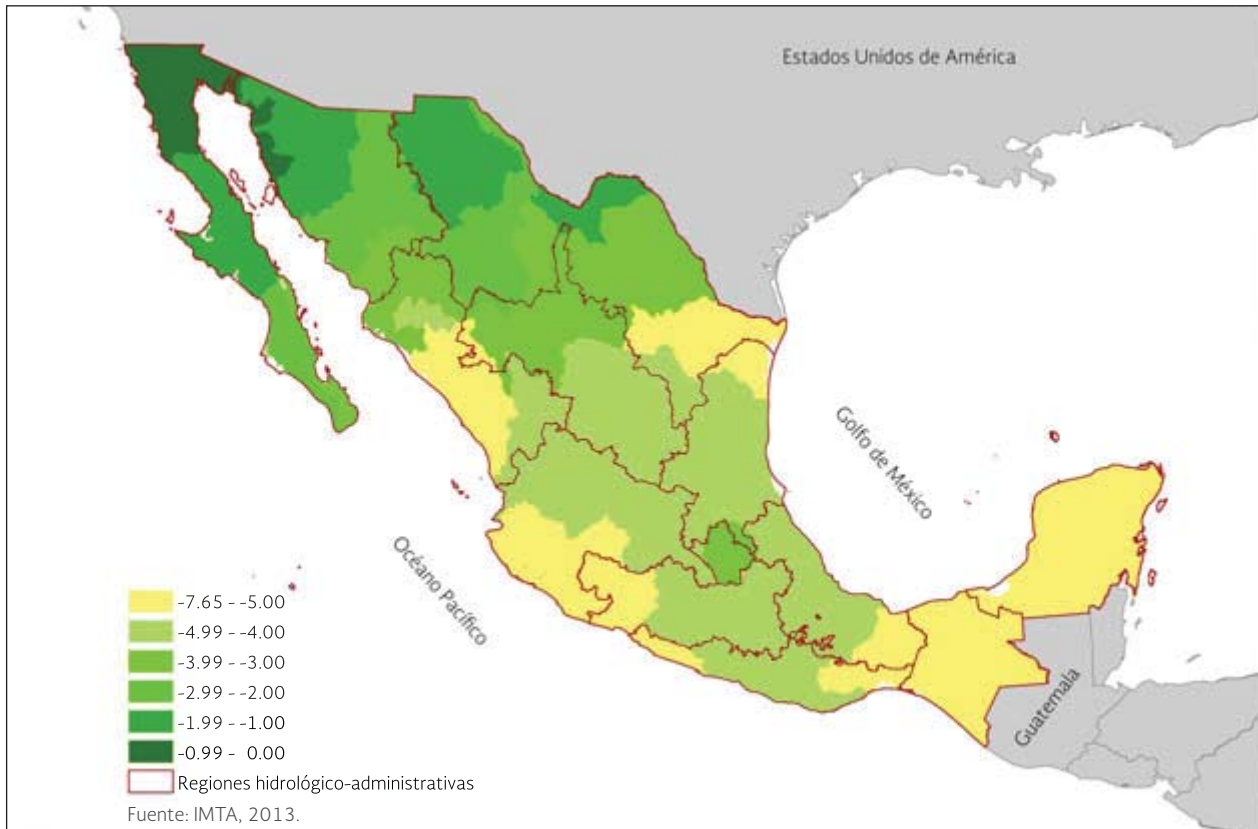 Estados Unidos de América
Golfo de México
Océano Pacífico
Guatemala
-7.65 - -5.00
-4.99 - -4.00
-3.99 - -3.00
-2.99 - -2.00
-1.99 - -1.00
-0.99 - 0.00
Regiones hidrológico-administrativas
Fuente: IMTA, 2013.